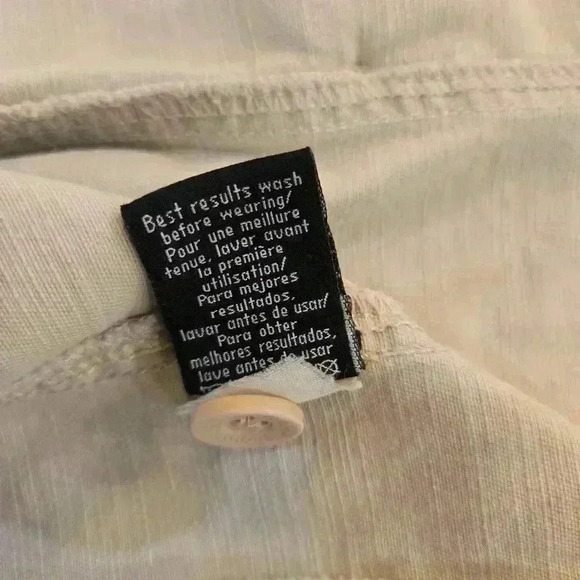 Best results wash
before wearing/
Pour une meillure
tenue, laver avant
la première
utilisation/
Para mejores
resultados,
lavar antes de usar/
Para obter
melhores resultados,
lave antes de usar